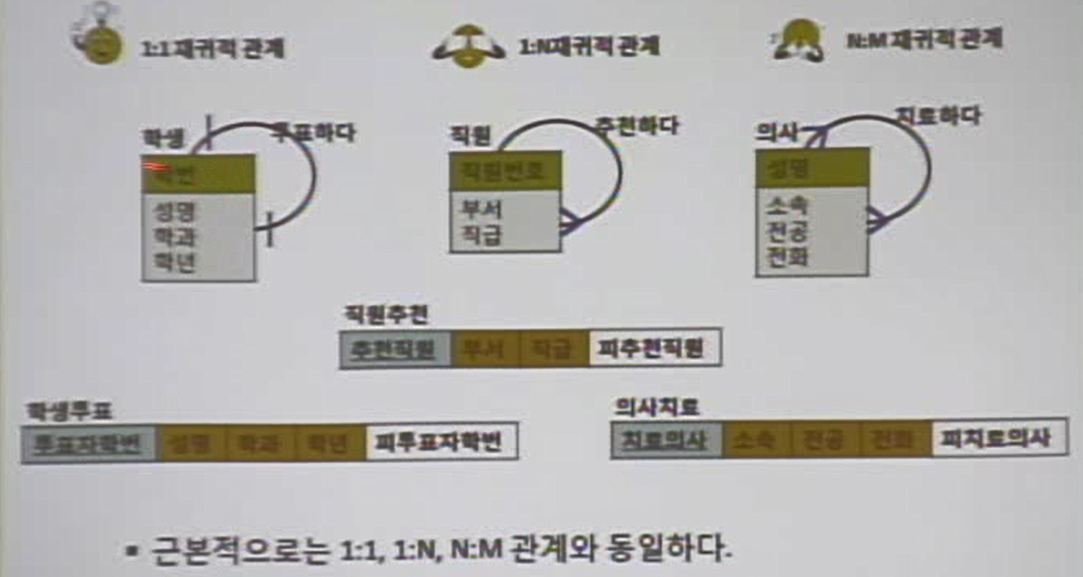 1:1 재귀적 관계
1:N재귀적 관계
N:M 재귀적 관계
학생
투표하다
학번
성명
학과
학년
직원
추천하다
직원번호
부서
직급
의사
치료하다
성명
소속
전공
전화
직원추천
추천직원 부서 직급 피추천직원
학생투표
투표자학번 성명 학과 학년 피투표자학번
의사치료
치료의사 소속 전공 전화 피치료의사
▪ 근본적으로는 1:1, 1:N, N:M 관계와 동일하다.